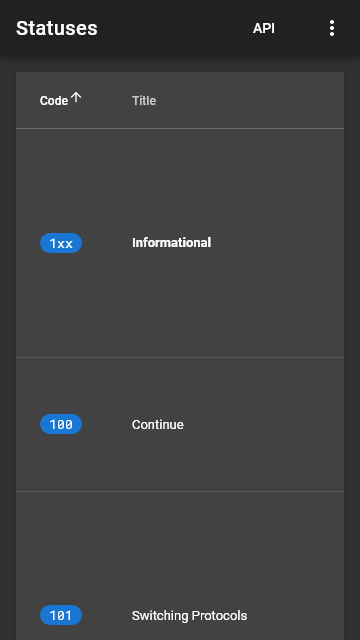 Statuses API
Code Title
1xx Informational
100 Continue
101 Switching Protocols